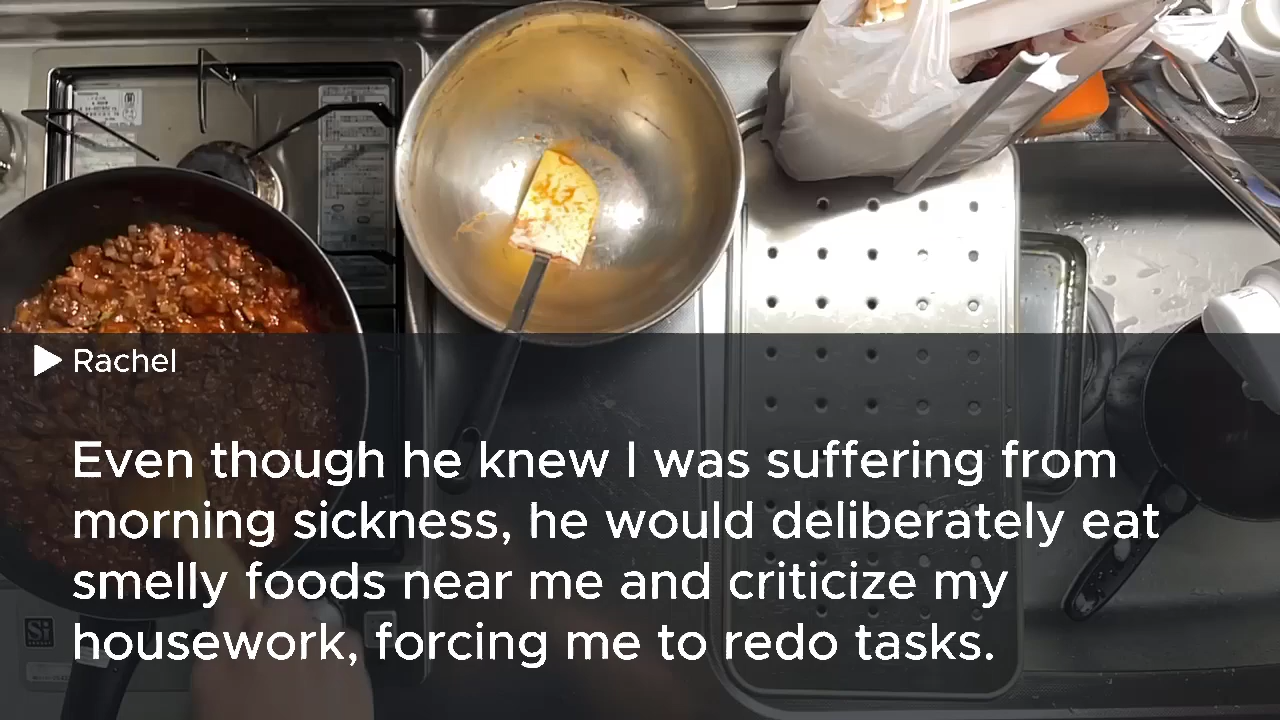 Rachel
Even though he knew I was suffering from
morning sickness, he would deliberately eat
smelly foods near me and criticize my
housework, forcing me to redo tasks.
Si